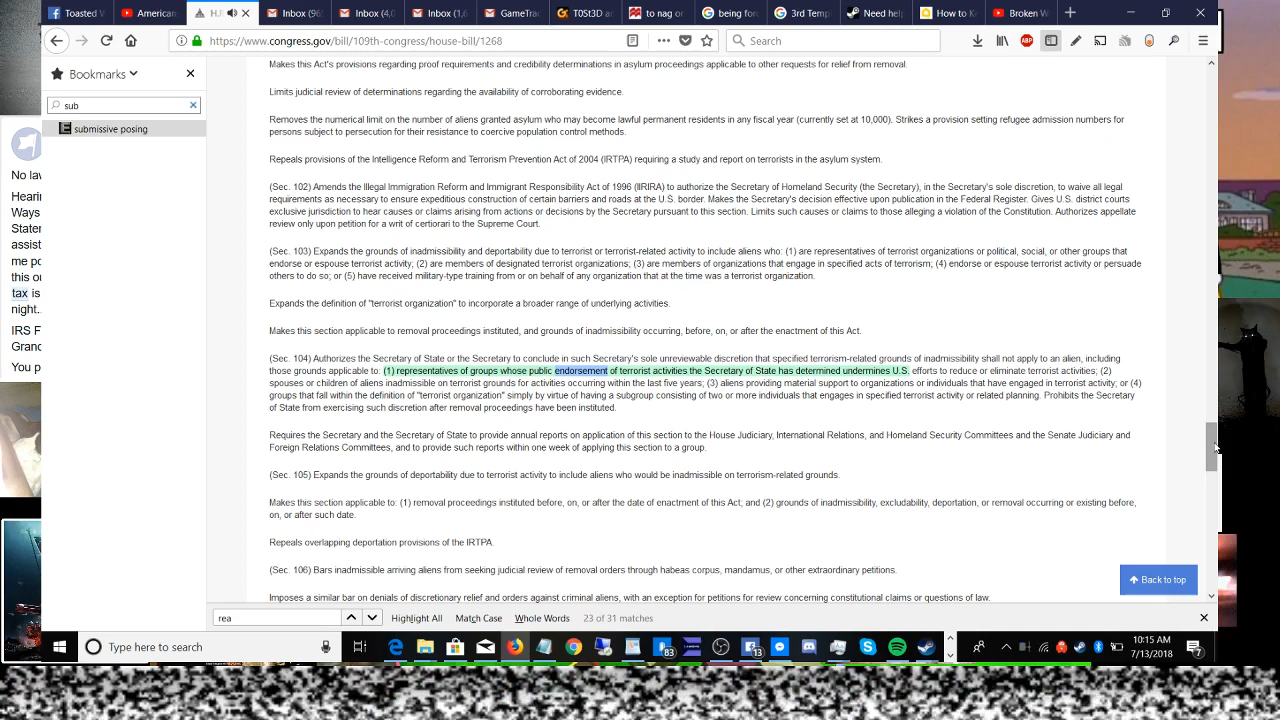 Toasted W
American
H.R
Inbox (96
Inbox (4,0
Inbox (1,
GameTra
T0St3D a
to nag o
being for
3rd Temp
Need help
How to K
Broken W
https://www.congress.gov/bill/109th-congress/house-bill/1268
Search
ABP
Bookmarks
sub
submissive posing
No law
Hearin
Ways
Stater
assist
me po
this or
tax is
night..
IRS F
Grand
You p
Makes this Act's provisions regarding proof requirements and credibility determinations in asylum proceedings applicable to other requests for relief from removal.
Limits judicial review of determinations regarding the availability of corroborating evidence.
Removes the numerical limit on the number of aliens granted asylum who may become lawful permanent residents in any fiscal year (currently set at 10,000). Strikes a provision setting refugee admission numbers for
persons subject to persecution for their resistance to coercive population control methods.
Repeals provisions of the Intelligence Reform and Terrorism Prevention Act of 2004 (IRTPA) requiring a study and report on terrorists in the asylum system.
(Sec. 102) Amends the Illegal Immigration Reform and Immigrant Responsibility Act of 1996 (IIRIRA) to authorize the Secretary of Homeland Security (the Secretary), in the Secretary's sole discretion, to waive all legal
requirements as necessary to ensure expeditious construction of certain barriers and roads at the U.S. border. Makes the Secretary's decision effective upon publication in the Federal Register. Gives U.S. district courts
exclusive jurisdiction to hear causes or claims arising from actions or decisions by the Secretary pursuant to this section. Limits such causes or claims to those alleging a violation of the Constitution. Authorizes appellate
review only upon petition for a writ of certiorari to the Supreme Court.
(Sec. 103) Expands the grounds of inadmissibility and deportability due to terrorist or terrorist-related activity to include aliens who: (1) are representatives of terrorist organizations or political, social, or other groups that
endorse or espouse terrorist activity; (2) are members of designated terrorist organizations; (3) are members of organizations that engage in specified acts of terrorism; (4) endorse or espouse terrorist activity or persuade
others to do so; or (5) have received military-type training from or on behalf of any organization that at the time was a terrorist organization.
Expands the definition of "terrorist organization" to incorporate a broader range of underlying activities.
Makes this section applicable to removal proceedings instituted, and grounds of inadmissibility occurring, before, on, or after the enactment of this Act.
(Sec. 104) Authorizes the Secretary of State or the Secretary to conclude in such Secretary's sole unreviewable discretion that specified terrorism-related grounds of inadmissibility shall not apply to an alien, including
those grounds applicable to: (1) representatives of groups whose public endorsement of terrorist activities the Secretary of State has determined undermines U.S. efforts to reduce or eliminate terrorist activities; (2)
spouses or children of aliens inadmissible on terrorist grounds for activities occurring within the last five years; (3) aliens providing material support to organizations or individuals that have engaged in terrorist activity; or (4)
groups that fall within the definition of "terrorist organization" simply by virtue of having a subgroup consisting of two or more individuals that engages in specified terrorist activity or related planning. Prohibits the Secretary
of State from exercising such discretion after removal proceedings have been instituted.
Requires the Secretary and the Secretary of State to provide annual reports on application of this section to the House Judiciary, International Relations, and Homeland Security Committees and the Senate Judiciary and
Foreign Relations Committees, and to provide such reports within one week of applying this section to a group.
(Sec. 105) Expands the grounds of deportability due to terrorist activity to include aliens who would be inadmissible on terrorism-related grounds.
Makes this section applicable to: (1) removal proceedings instituted before, on, or after the date of enactment of this Act; and (2) grounds of inadmissibility, excludability, deportation, or removal occurring or existing before,
on, or after such date.
Repeals overlapping deportation provisions of the IRTPA.
(Sec. 106) Bars inadmissible arriving aliens from seeking judicial review of removal orders through habeas corpus, mandamus, or other extraordinary petitions.
Imposes a similar bar on denials of discretionary relief and orders against criminal aliens, with an exception for petitions for review concerning constitutional claims or questions of law.
Back to top
rea
Highlight All
Match Case
Whole Words
23 of 31 matches
Type here to search
83
13
10:15 AM
7/13/2018
7